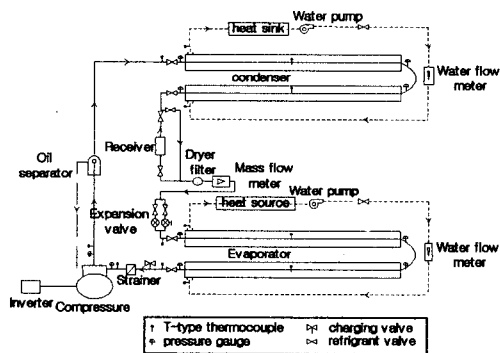 heat sink
Water pump
condenser
Water flow
meter
Oil
separator
Receiver
Dryer
filter
Mass flow
meter
Expansion
valve
Water pump
heat source
Evaporator
Water flow
meter
Strainer
Inverter
Compressure
T-type thermocouple
pressure gauge
charging valve
refrigrant valve